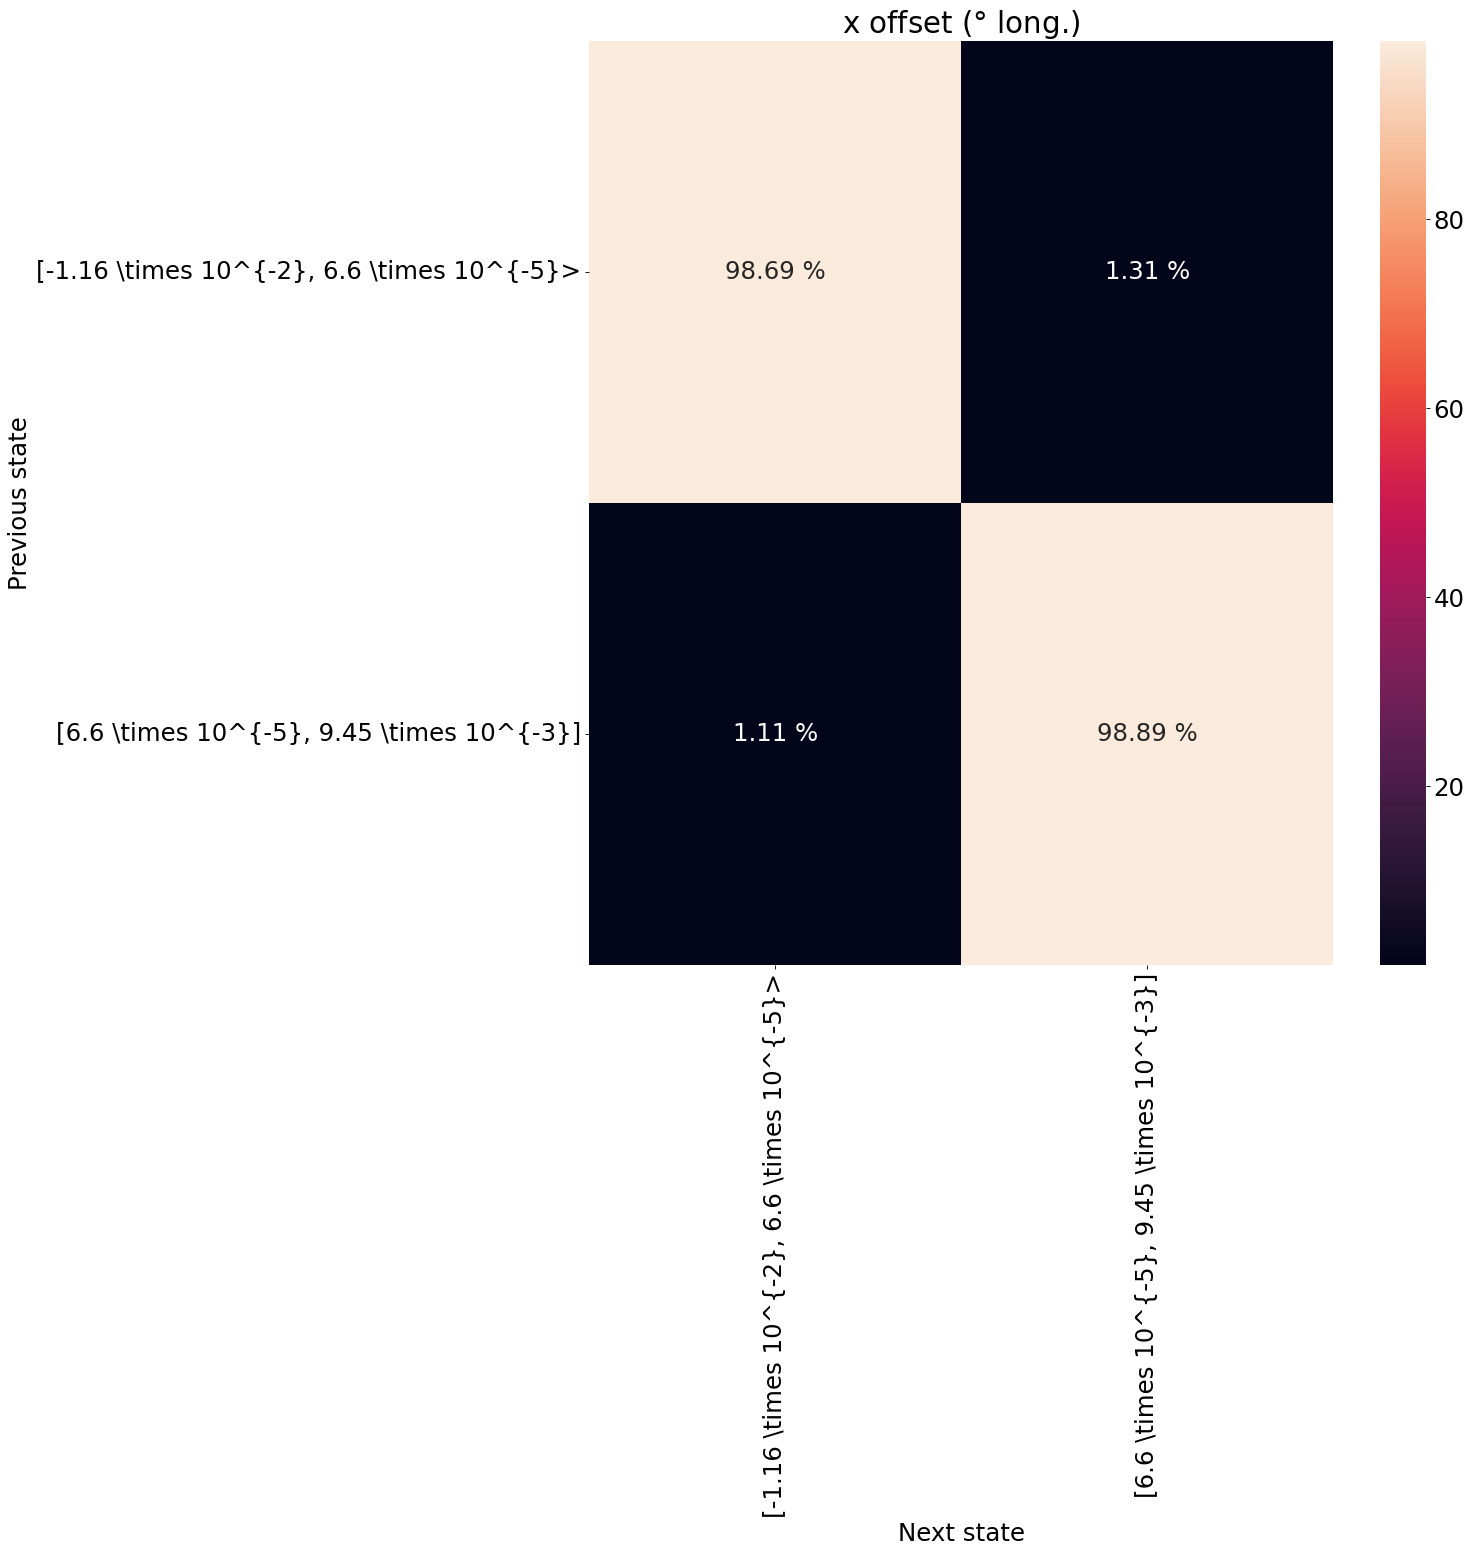 x offset (° long.)
Previous state
[-1.16 \times 10^{-2}, 6.6 \times 10^{-5}>
98.69 %
1.31 %
[6.6 \times 10^{-5}, 9.45 \times 10^{-3}]
1.11 %
98.89 %
80
60
40
20
[-1.16 \times 10^{-2}, 6.6 \times 10^{-5}>
[6.6 \times 10^{-5}, 9.45 \times 10^{-3}]
Next state